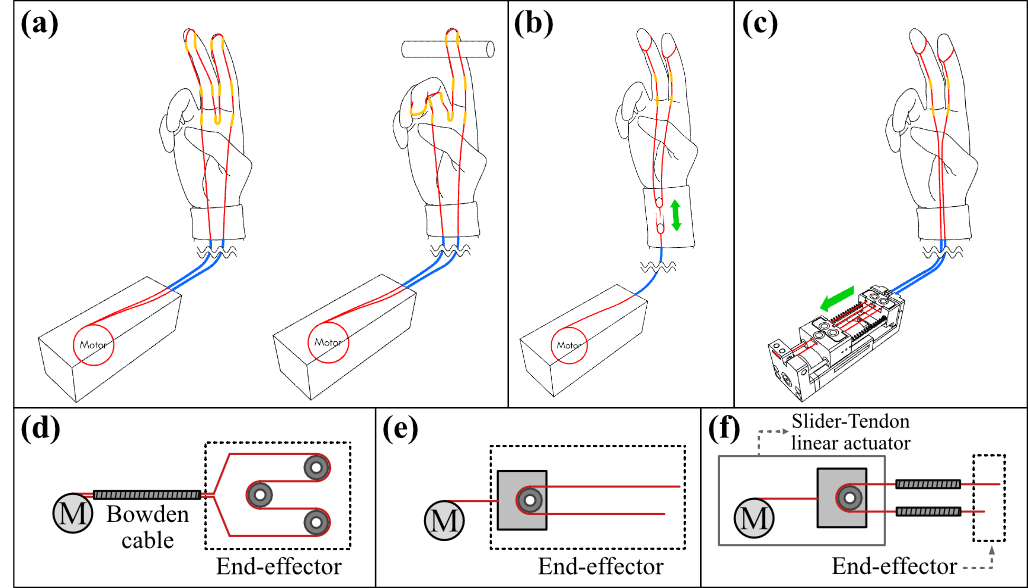 (a)
(b)
(c)
Motor
Motor
Motor
(d)
(e)
(f)
M
Bowden
cable
End-effector
M
End-effector
Slider-Tendon
linear actuator
M
End-effector